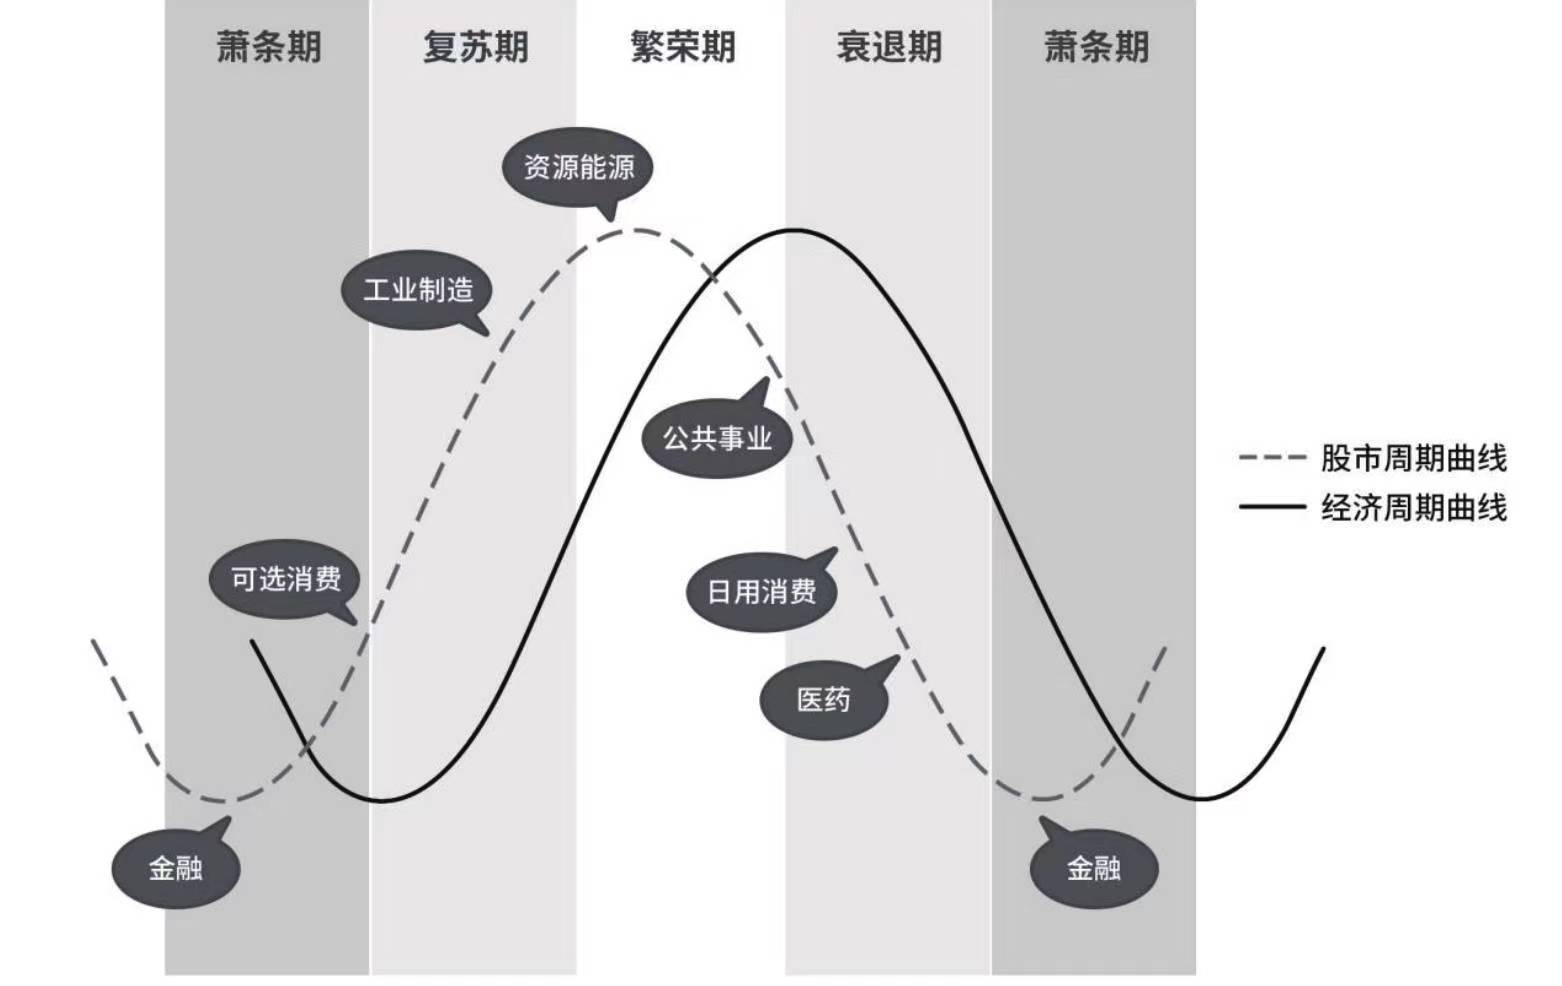 萧条期
复苏期
繁荣期
衰退期
萧条期
资源能源
工业制造
公共事业
股市周期曲线
经济周期曲线
可选消费
日用消费
医药
金融
金融